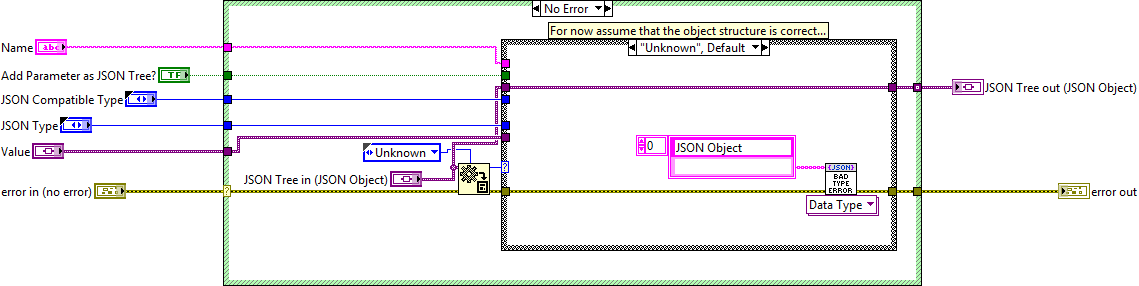 No Error
For now assume that the object structure is correct...
"Unknown", Default
Name
abc
Add Parameter as JSON Tree?
TF
JSON Tree out (JSON Object)
JSON Compatible Type
JSON Type
Value
Unknown
0
JSON Object
JSON Tree in (JSON Object)
?
{JSON}
BAD
TYPE
ERROR
error in (no error)
?
error out
Data Type